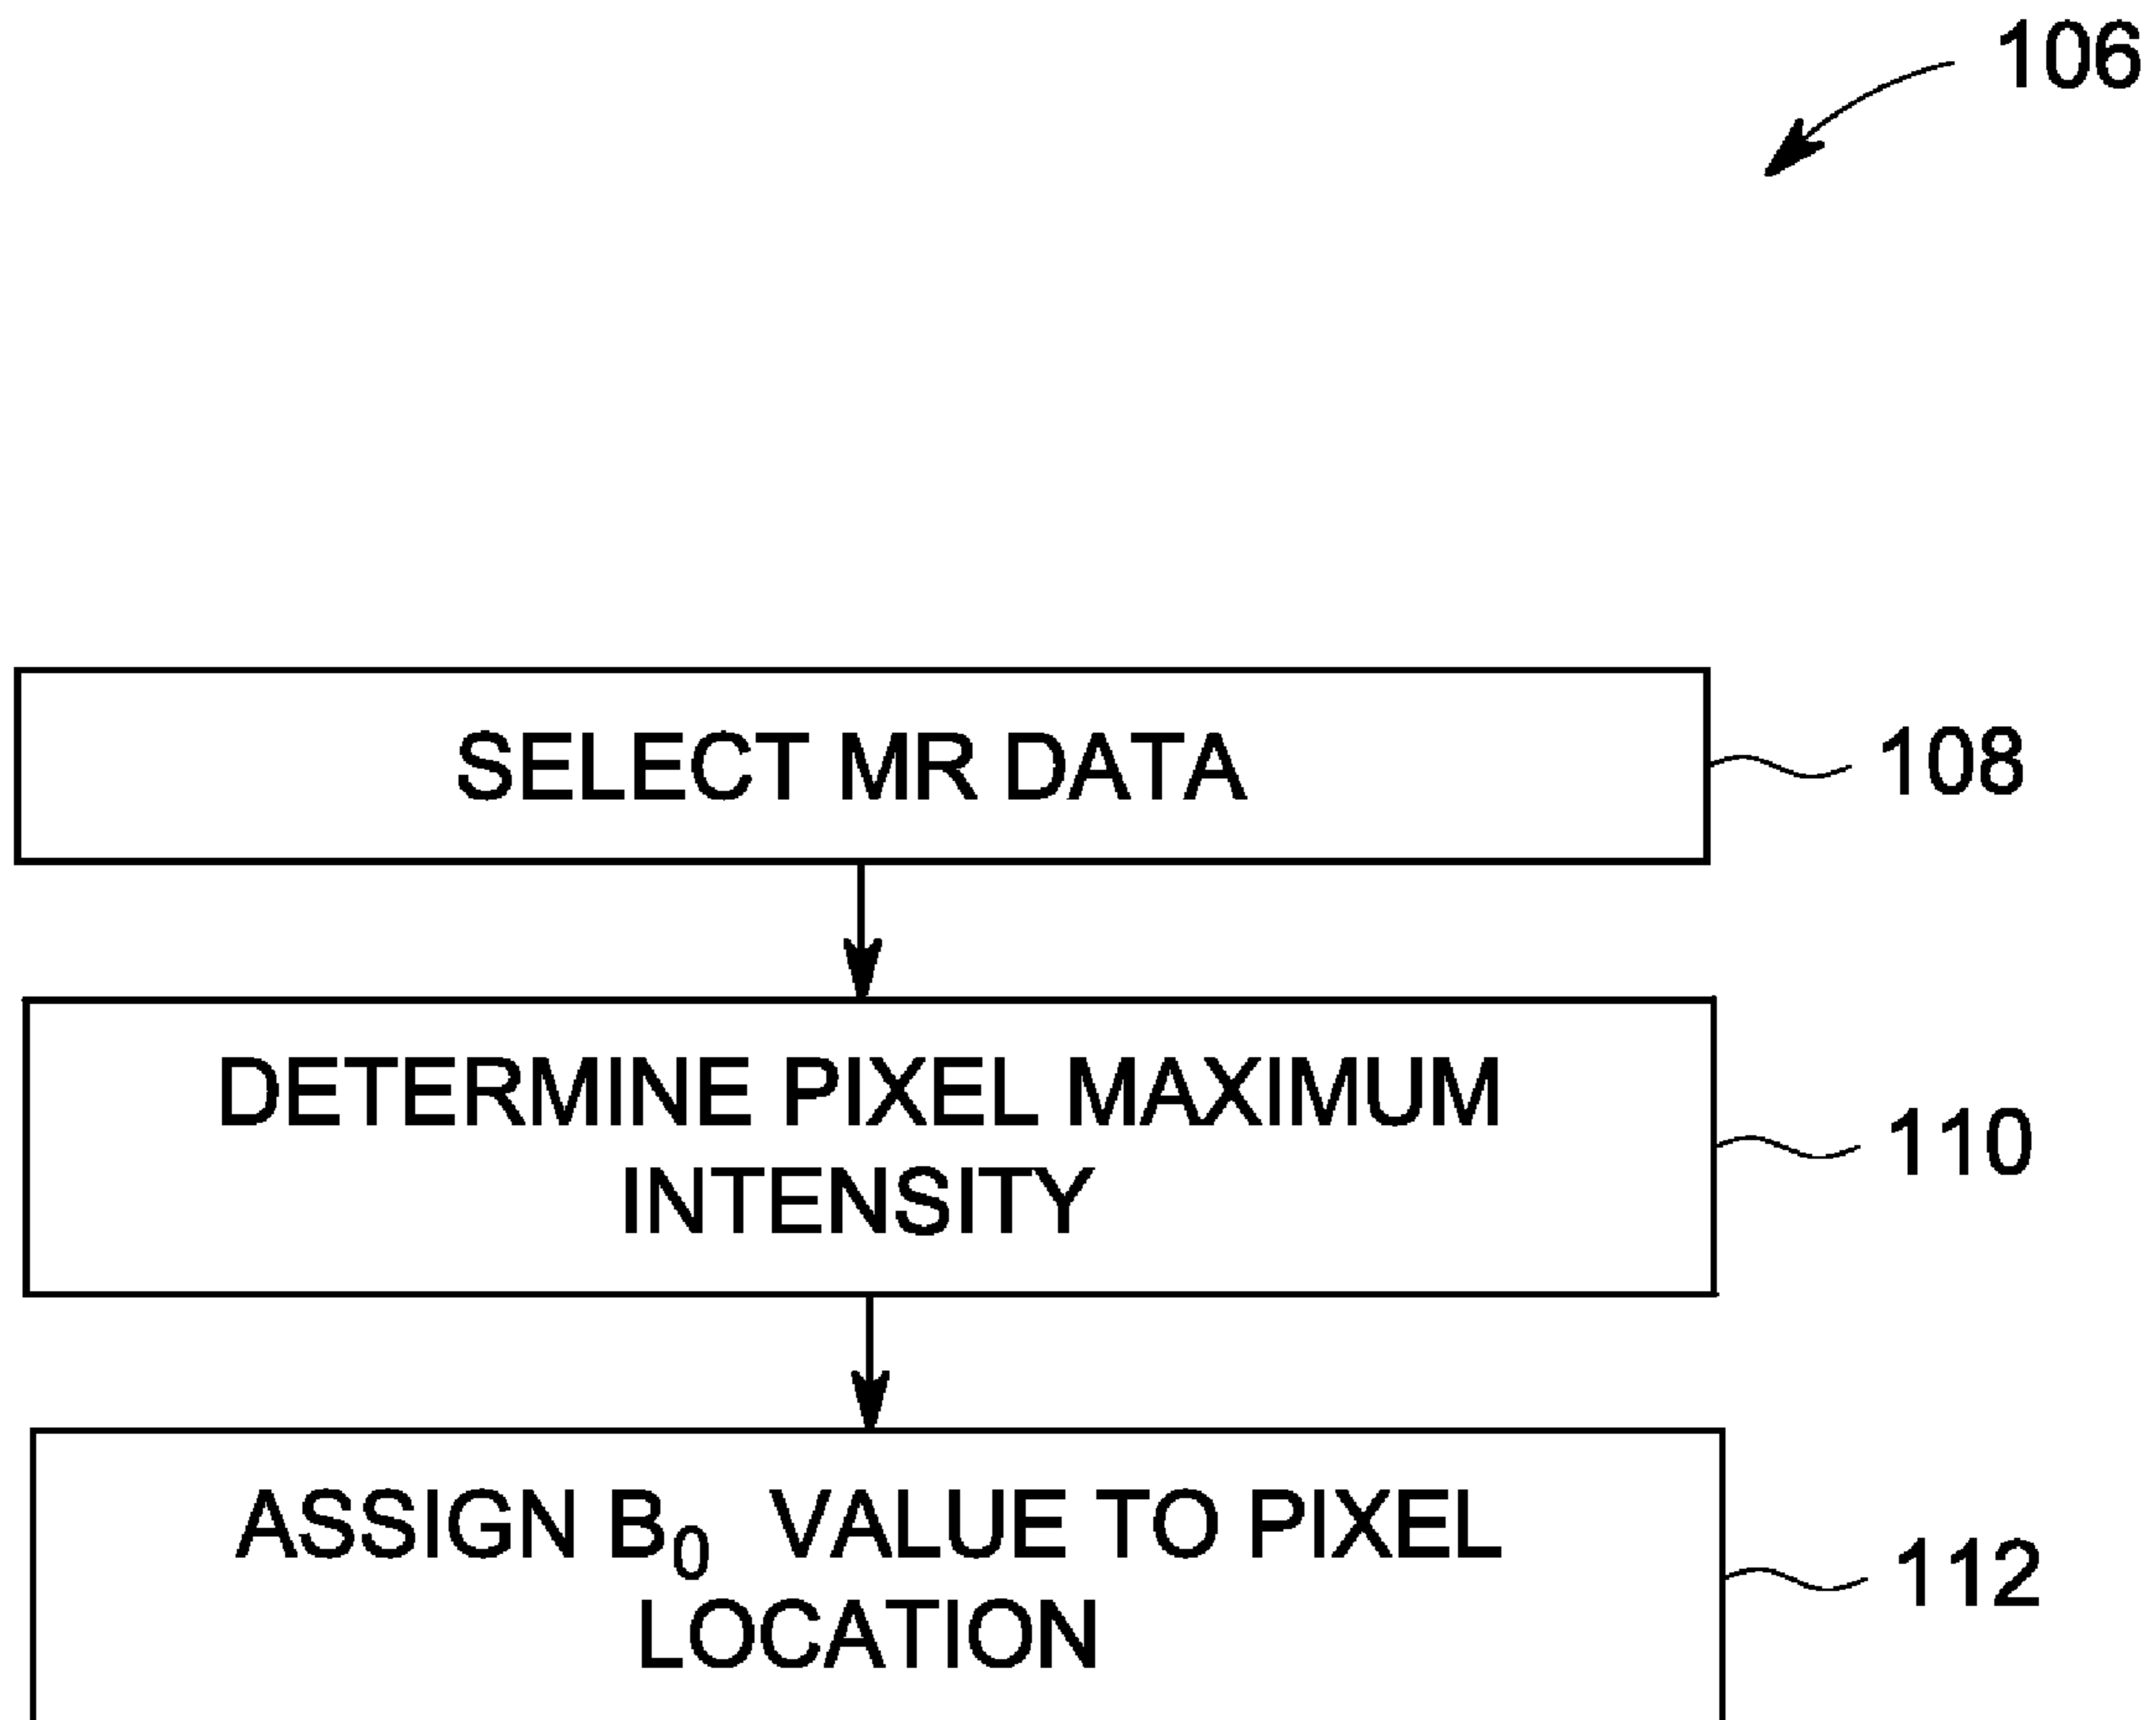 106
SELECT MR DATA
108
DETERMINE PIXEL MAXIMUM
INTENSITY
110
ASSIGN B₀ VALUE TO PIXEL
LOCATION
112